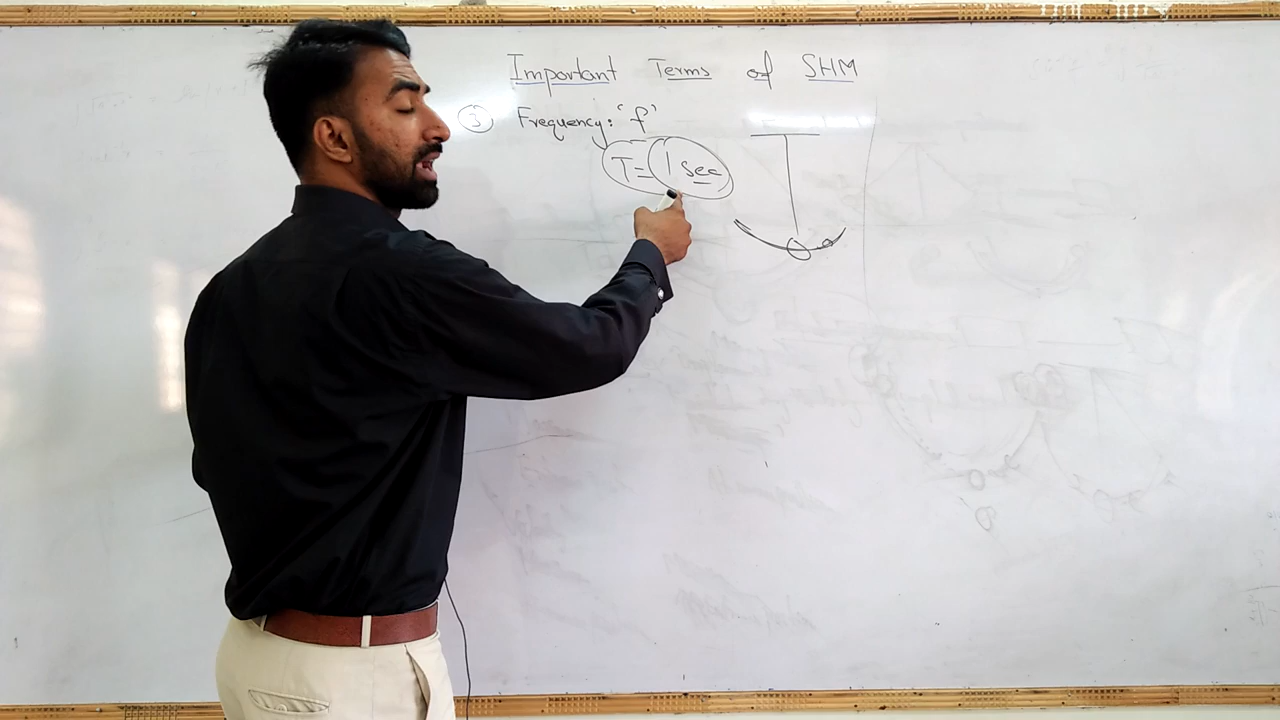 Important Terms of SHM
3 Frequency: 'f'
T = 1 sec